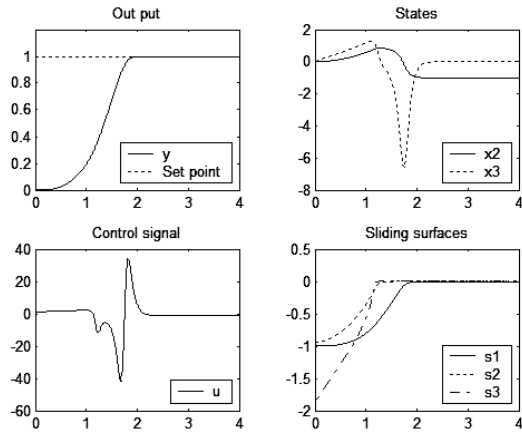 Out put
1
0.8
0.6
0.4
0.2
0
0 1 2 3 4
y
Set point
States
2
0
-2
-4
-6
-8
0 1 2 3 4
x2
x3
Control signal
40
20
0
-20
-40
-60
0 1 2 3 4
u
Sliding surfaces
0.5
0
-0.5
-1
-1.5
-2
0 1 2 3 4
s1
s2
s3